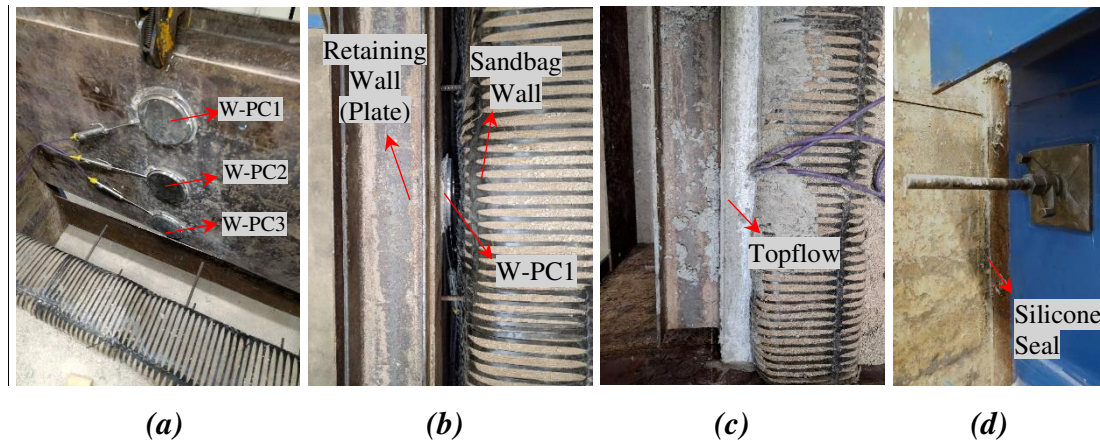 W-PC1
W-PC2
W-PC3
Retaining
Wall
(Plate)
Sandbag
Wall
W-PC1
Topflow
Silicone
Seal
(a)
(b)
(c)
(d)